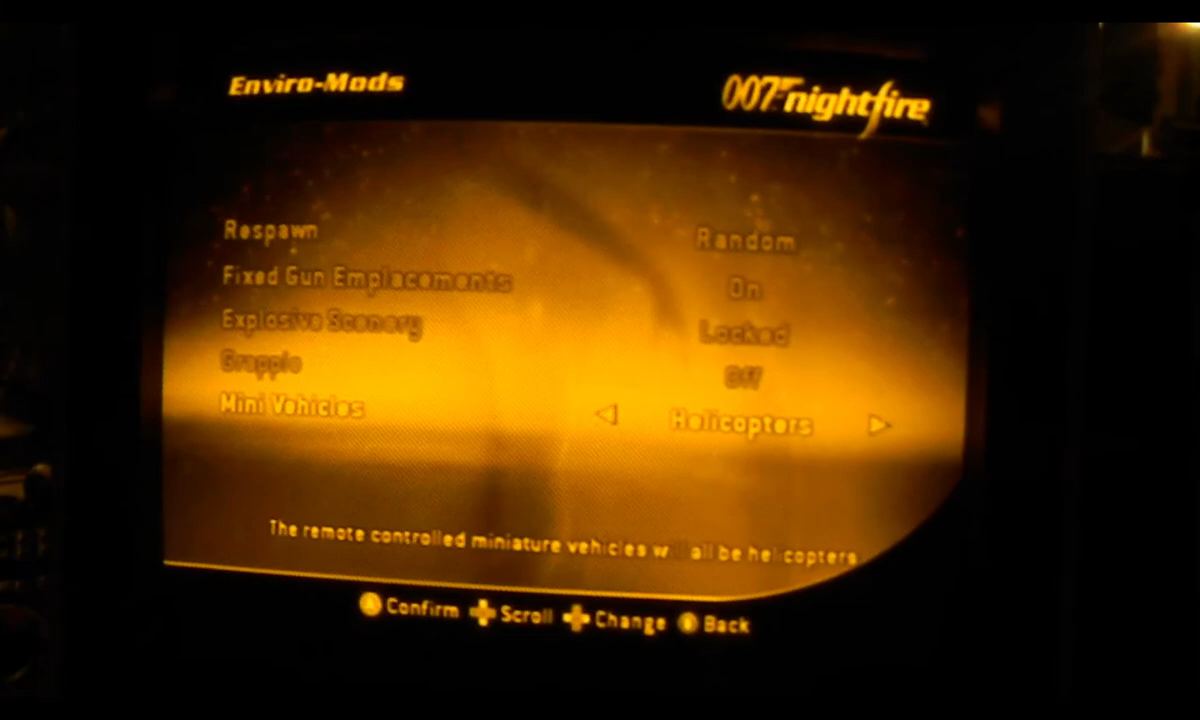 Enviro-Mods
007 nightfire
Respawn Random
Fixed Gun Emplacements On
Explosive Scenery Locked
Grapple Off
Mini Vehicles Helicopters
The remote controlled miniature vehicles will all be helicopters.
A Confirm Scroll Change Back